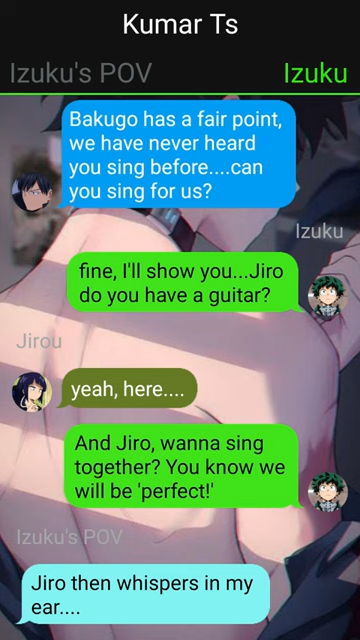 Kumar Ts
Izuku's POV
Izuku
Bakugo has a fair point,
we have never heard
you sing before....can
you sing for us?
Izuku
fine, I'll show you...Jiro
do you have a guitar?
Jirou
yeah, here....
And Jiro, wanna sing
together? You know we
will be 'perfect!'
Izuku's POV
Jiro then whispers in my
ear....